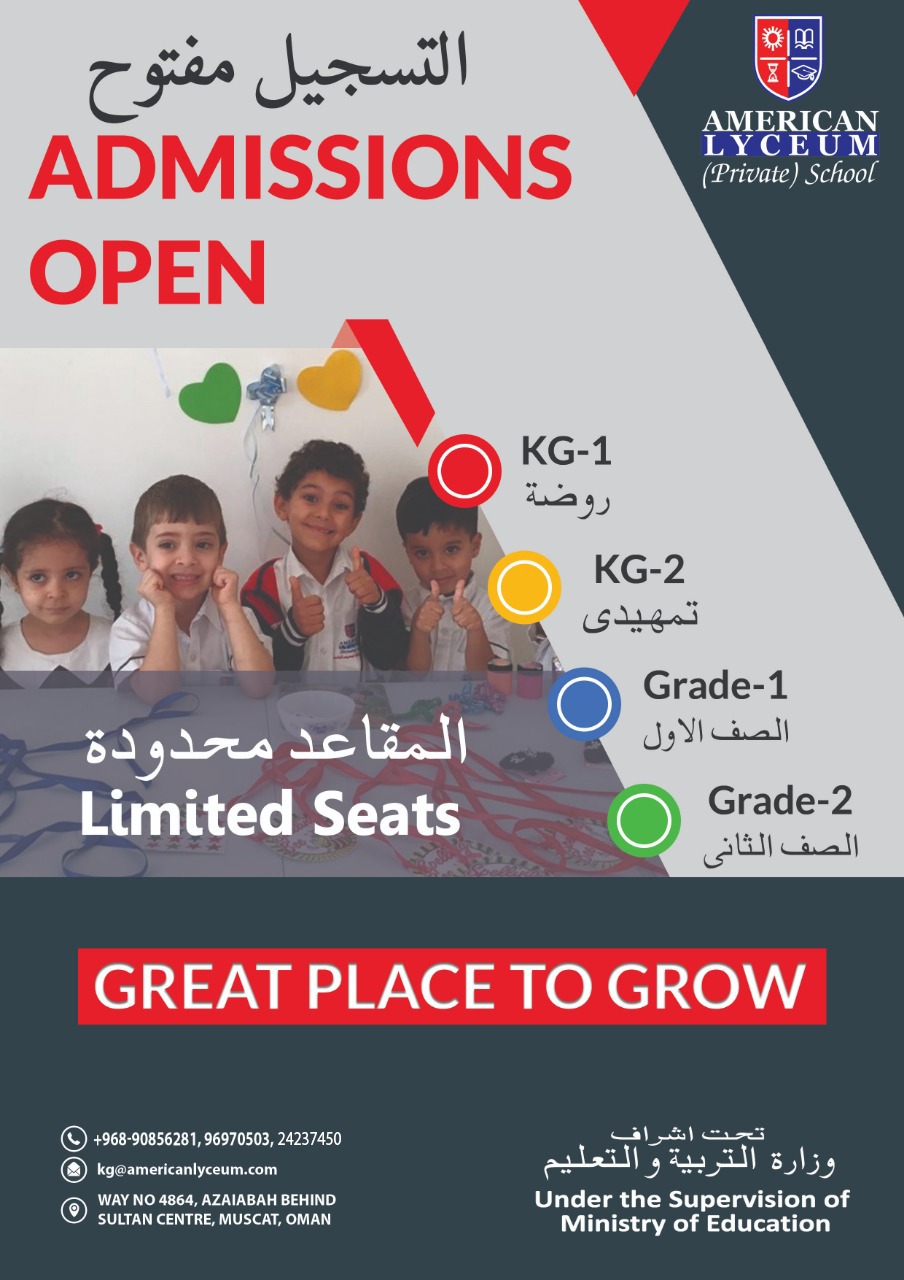 التسجيل مفتوح
ADMISSIONS
OPEN
AMERICAN
LYCEUM
(Private) School
KG-1
روضة
KG-2
تمهيدى
Grade-1
الصف الاول
Grade-2
الصف الثانى
المقاعد محدودة
Limited Seats
GREAT PLACE TO GROW
+968-90856281, 96970503, 24237450
kg@americanlyceum.com
WAY NO 4864, AZAIABAH BEHIND
SULTAN CENTRE, MUSCAT, OMAN
تحت اشراف
وزارة التربية والتعليم
Under the Supervision of
Ministry of Education